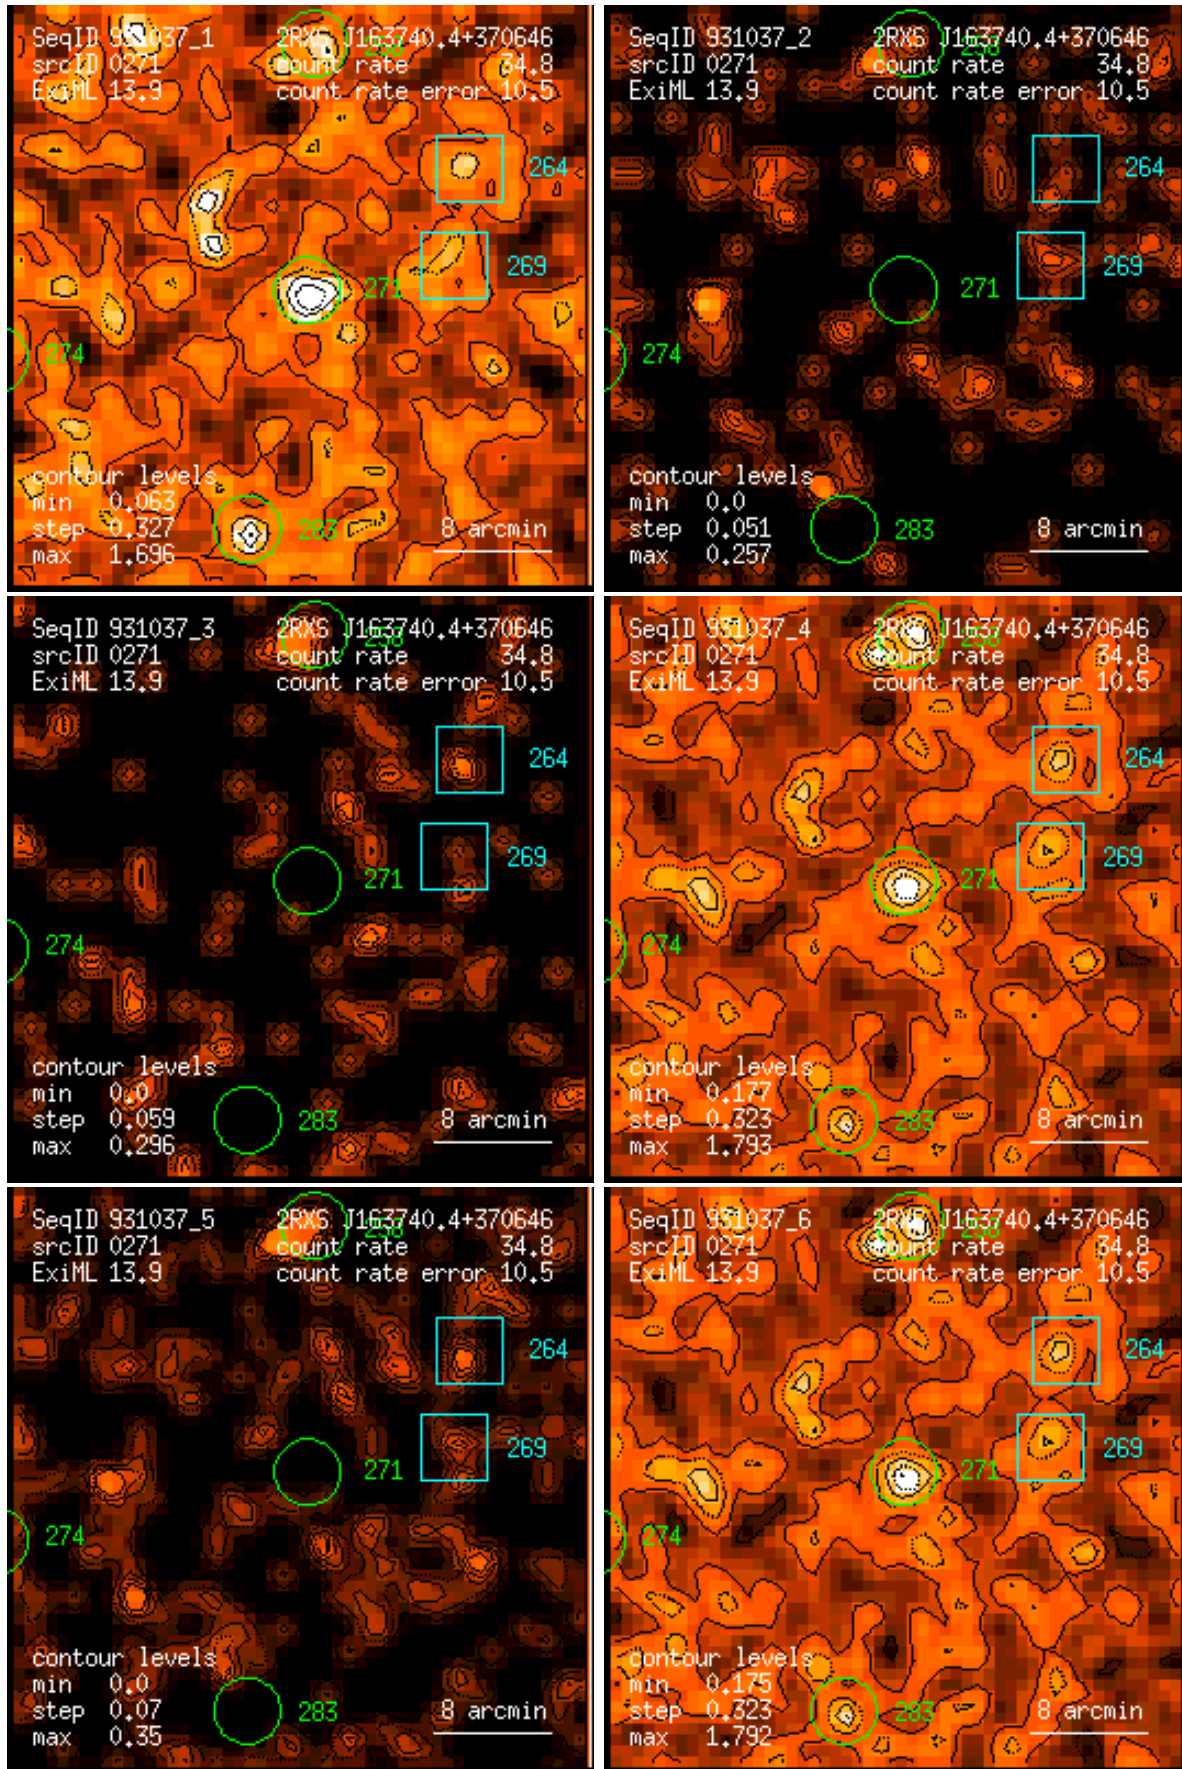 SeqID 931037_1 2RXS J163740.4+370646
258
srcID 0271 count rate 34.8
ExiML 13.9 count rate error 10.5
264
269
271
274
contour levels
min 0.063
step 0.327 283 8 arcmin
max 1.696
SeqID 931037_2 2RXS J163740.4+370646
258
srcID 0271 count rate 34.8
ExiML 13.9 count rate error 10.5
264
269
271
274
contour levels
min 0.0
step 0.051 283 8 arcmin
max 0.257
SeqID 931037_3 2RXS J163740.4+370646
258
srcID 0271 count rate 34.8
ExiML 13.9 count rate error 10.5
264
269
271
274
contour levels
min 0.0
step 0.059 283 8 arcmin
max 0.296
SeqID 931037_4 2RXS J163740.4+370646
258
srcID 0271 count rate 34.8
ExiML 13.9 count rate error 10.5
264
269
271
274
contour levels
min 0.177
step 0.323 283 8 arcmin
max 1.793
SeqID 931037_5 2RXS J163740.4+370646
258
srcID 0271 count rate 34.8
ExiML 13.9 count rate error 10.5
264
269
271
274
contour levels
min 0.0
step 0.07 283 8 arcmin
max 0.35
SeqID 931037_6 2RXS J163740.4+370646
258
srcID 0271 count rate 34.8
ExiML 13.9 count rate error 10.5
264
269
271
274
contour levels
min 0.175
step 0.323 283 8 arcmin
max 1.792